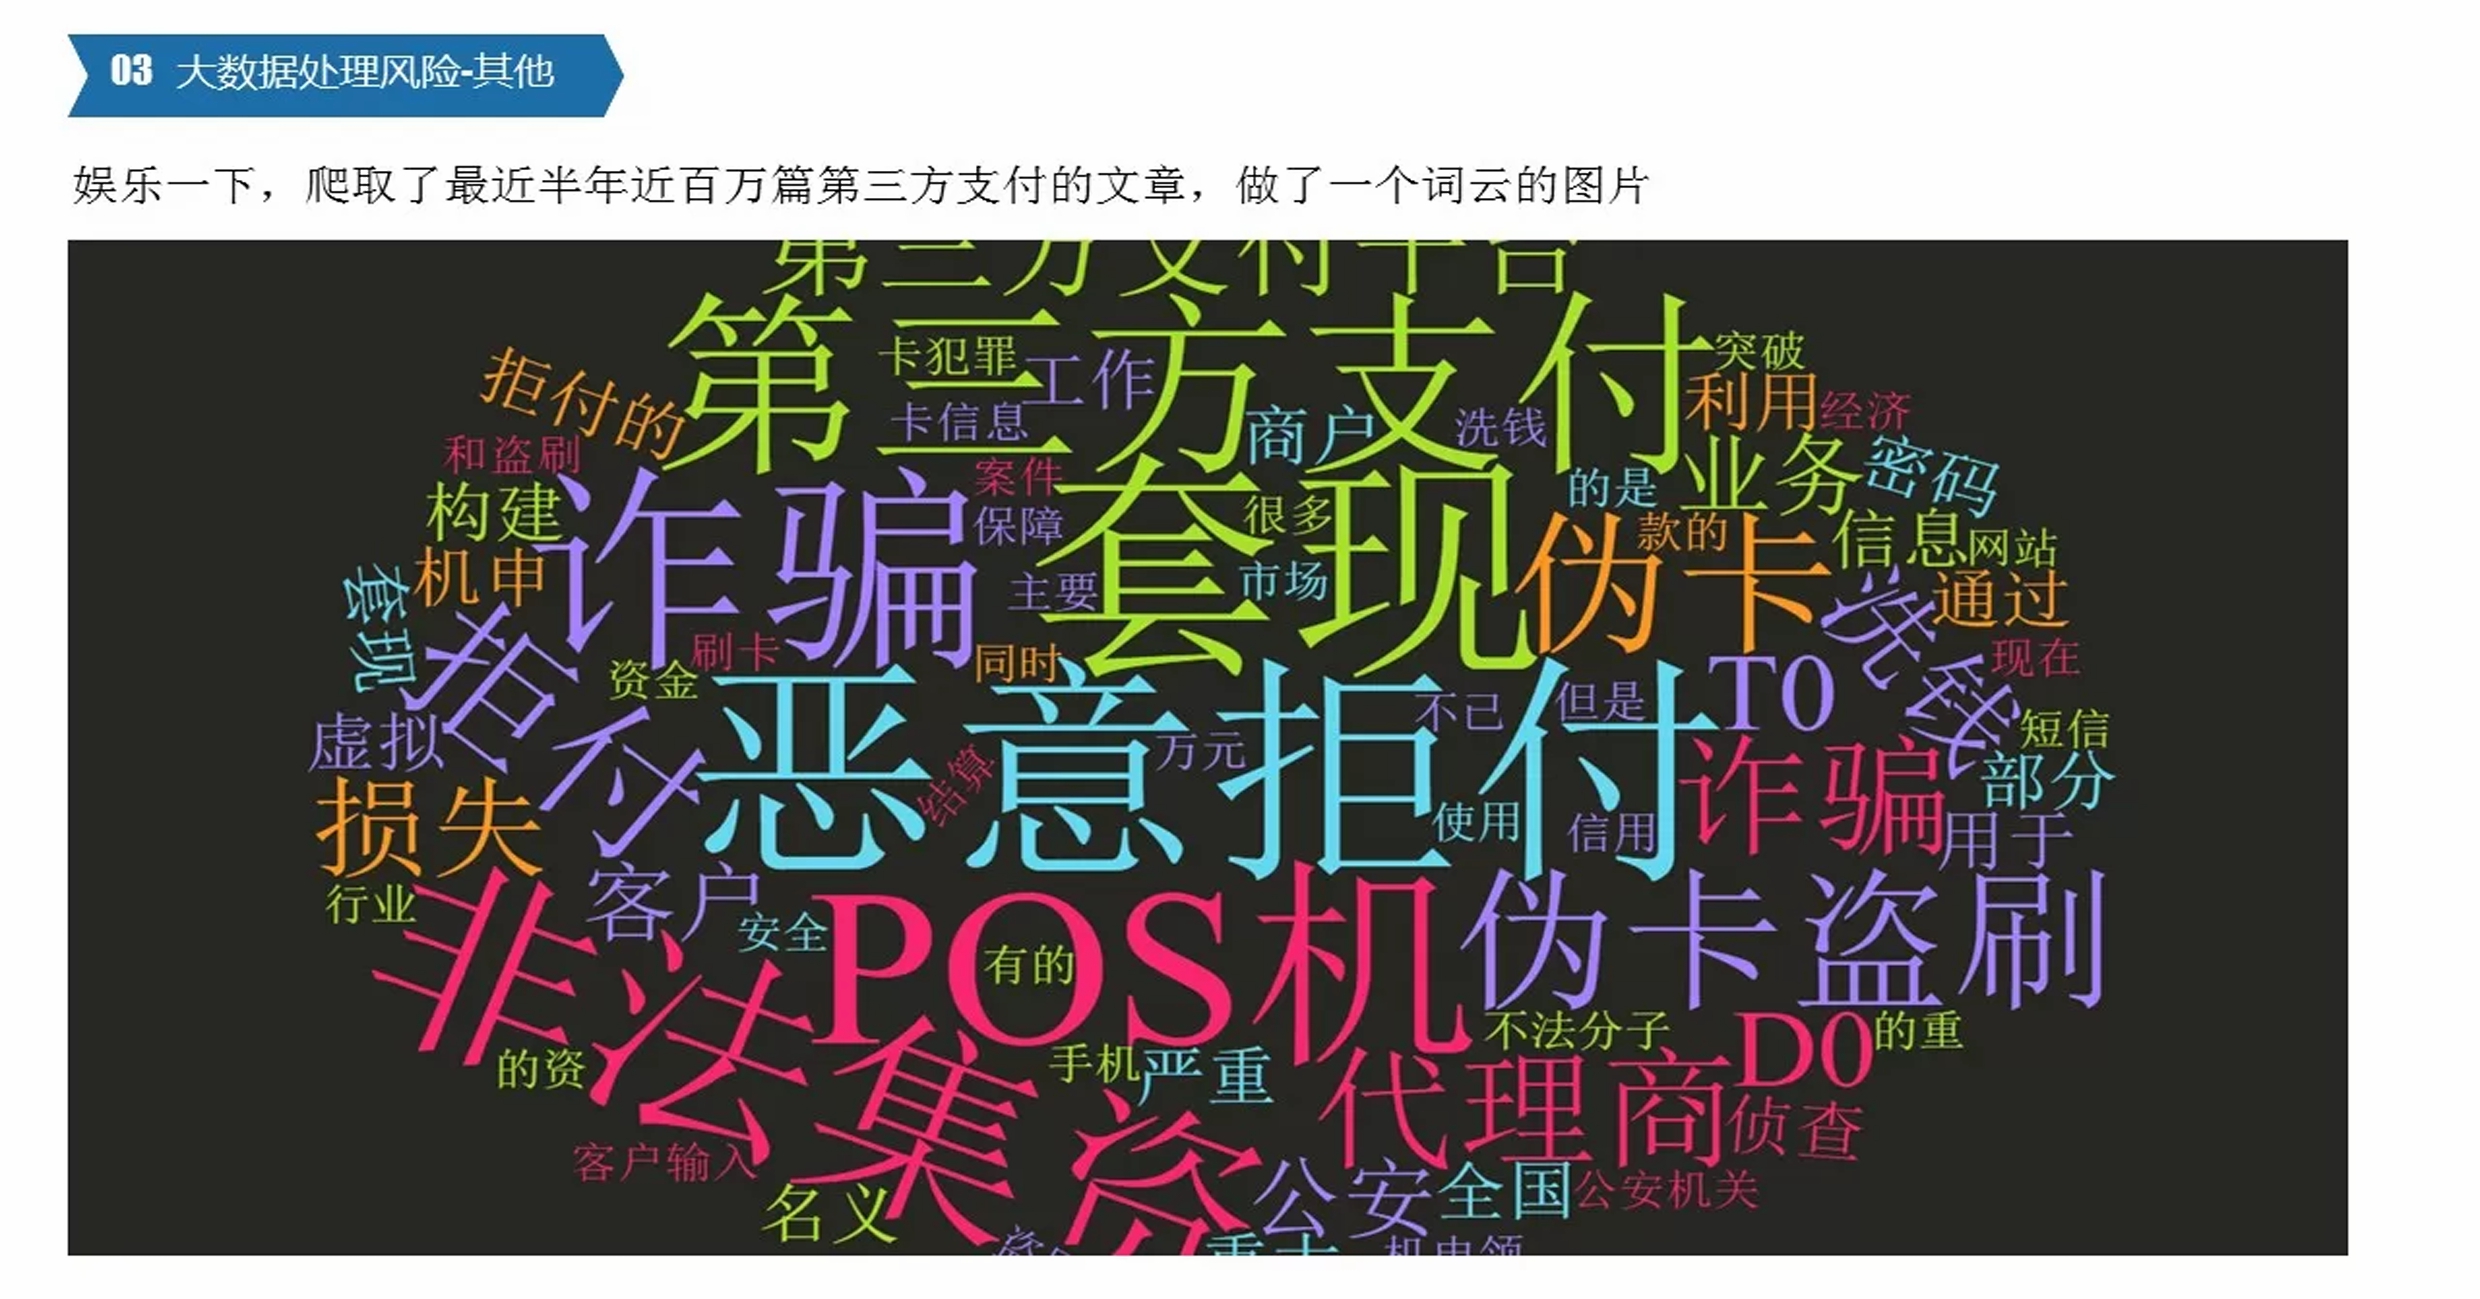 03 大数据处理风险-其他
娱乐一下，爬取了最近半年近百万篇第三方支付的文章，做了一个词云的图片
第三方支付平台
第三方支付
卡犯罪
工作
突破
拒付的
利用
经济
卡信息
商户
洗钱
和盗刷
案件
业务
密码
诈骗
套现
的是
构建
保障
很多
伪卡
款的
信息
网站
机申
套现
主要
市场
洗钱
通过
拒付
刷卡
资金
同时
现在
恶意拒付
不已
但是
T0
短信
虚拟
万元
结算
诈骗
部分
损失
使用
信用
用于
行业
客户
安全
POS机
有的
伪卡盗刷
非法集资
不法分子
D0
的重
的资
手机
严重
代理商
侦查
客户输入
名义
公安
全国
公安机关